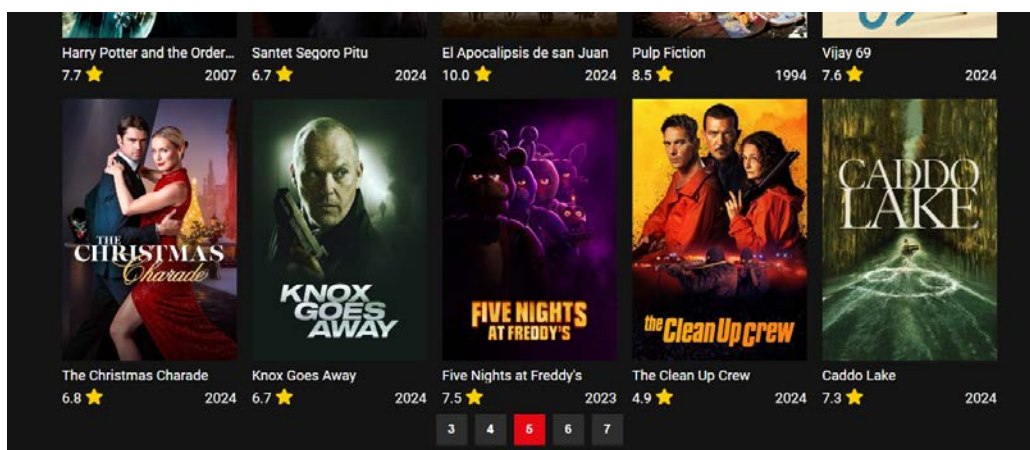 Harry Potter and the Order...
7.7 2007
Santet Segoro Pitu
6.7 2024
El Apocalipsis de san Juan
10.0 2024
Pulp Fiction
8.5 1994
Vijay 69
7.6 2024
THE
CHRISTMAS
Charade
The Christmas Charade
6.8 2024
KNOX
GOES
AWAY
Knox Goes Away
6.7 2024
FIVE NIGHTS
AT FREDDY'S
Five Nights at Freddy's
7.5 2023
the Clean Up Crew
The Clean Up Crew
4.9 2024
CADDO
LAKE
Caddo Lake
7.3 2024
3 4 5 6 7